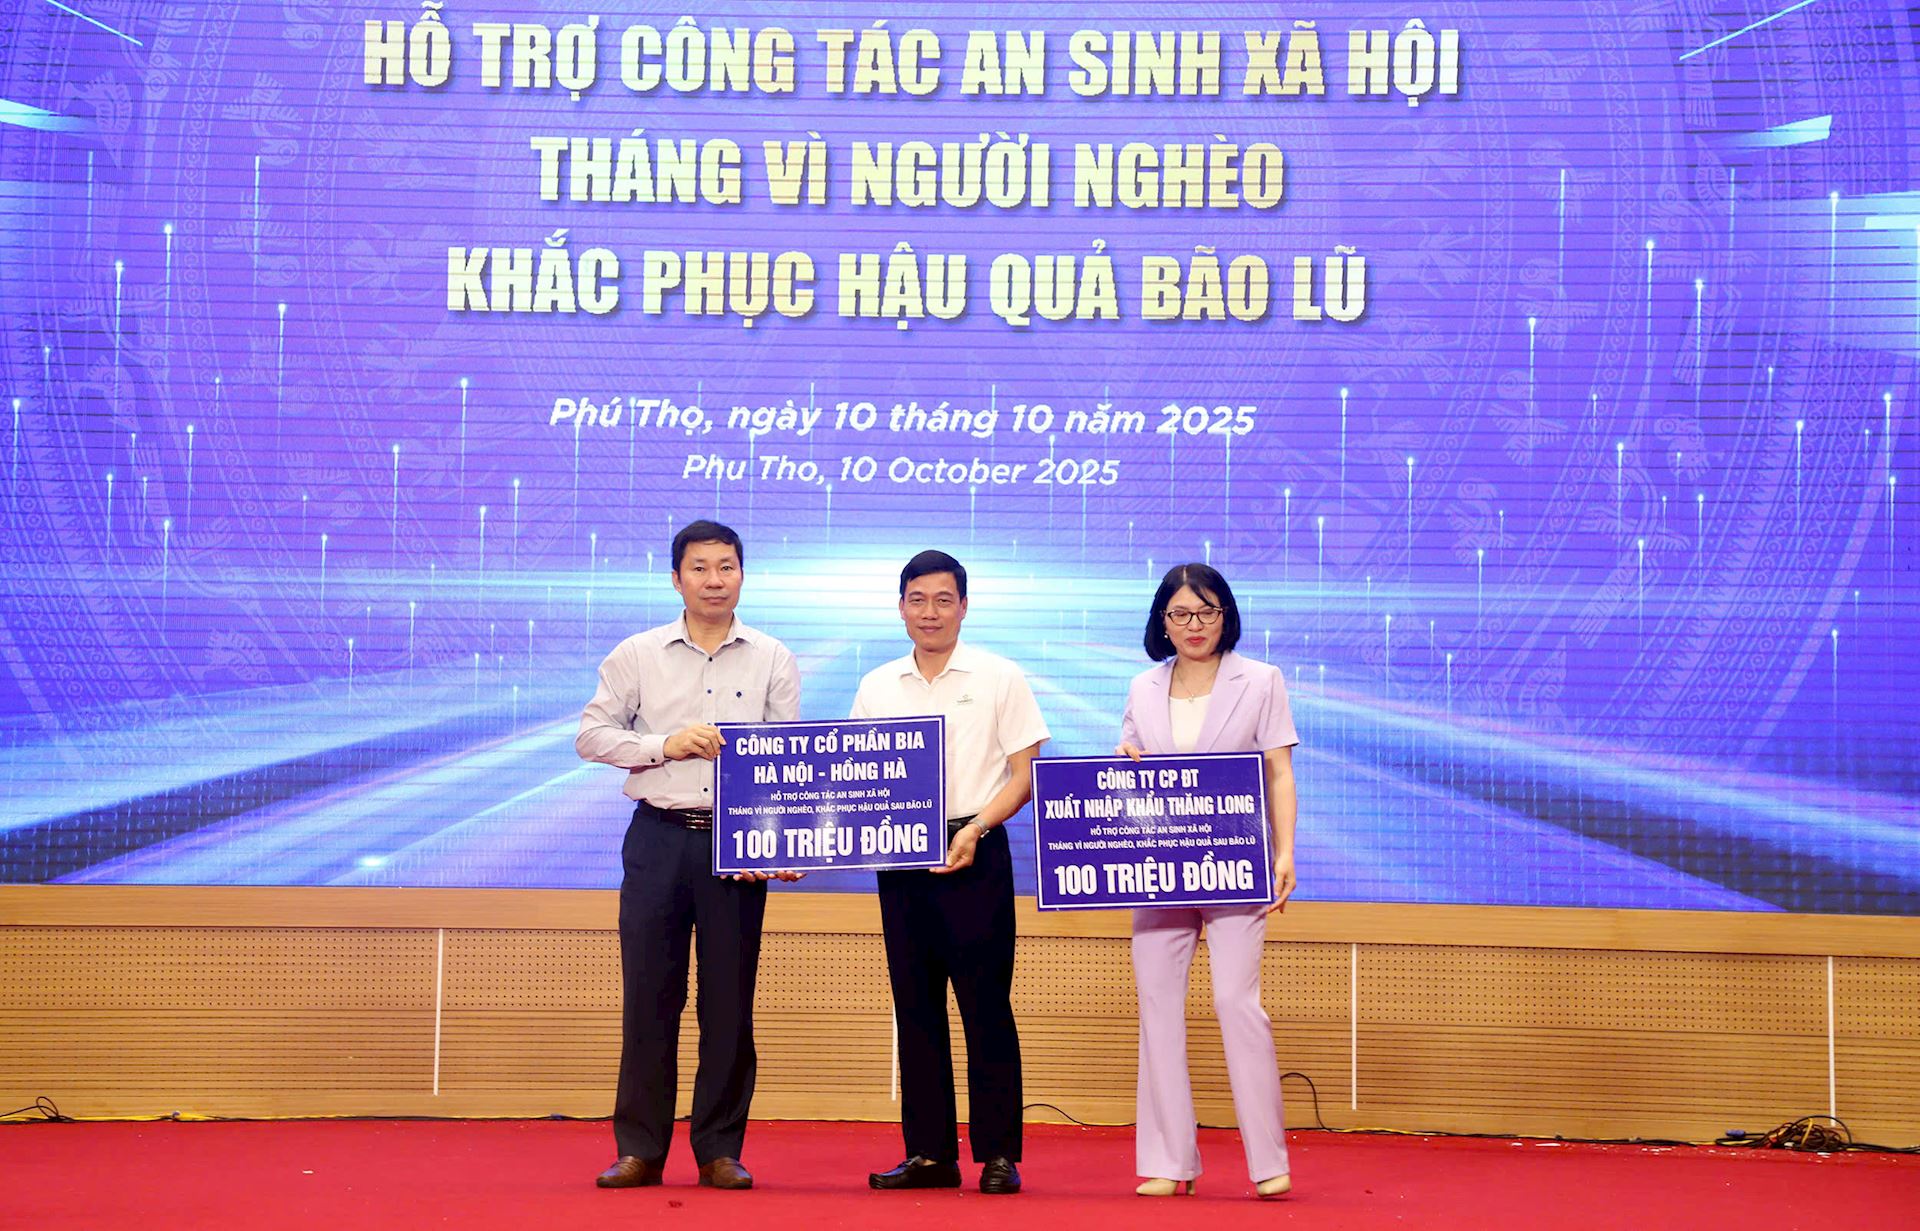 HỖ TRỢ CÔNG TÁC AN SINH XÃ HỘI
THÁNG VÌ NGƯỜI NGHÈO
KHẮC PHỤC HẬU QUẢ BÃO LŨ
Phú Thọ, ngày 10 tháng 10 năm 2025
Phu Tho, 10 October 2025
CÔNG TY CỔ PHẦN BIA
HÀ NỘI - HỒNG HÀ
HỖ TRỢ CÔNG TÁC AN SINH XÃ HỘI
THÁNG VÌ NGƯỜI NGHÈO, KHẮC PHỤC HẬU QUẢ SAU BÃO LŨ
100 TRIỆU ĐỒNG
CÔNG TY CP ĐT
XUẤT NHẬP KHẨU THĂNG LONG
HỖ TRỢ CÔNG TÁC AN SINH XÃ HỘI
THÁNG VÌ NGƯỜI NGHÈO, KHẮC PHỤC HẬU QUẢ SAU BÃO LŨ
100 TRIỆU ĐỒNG